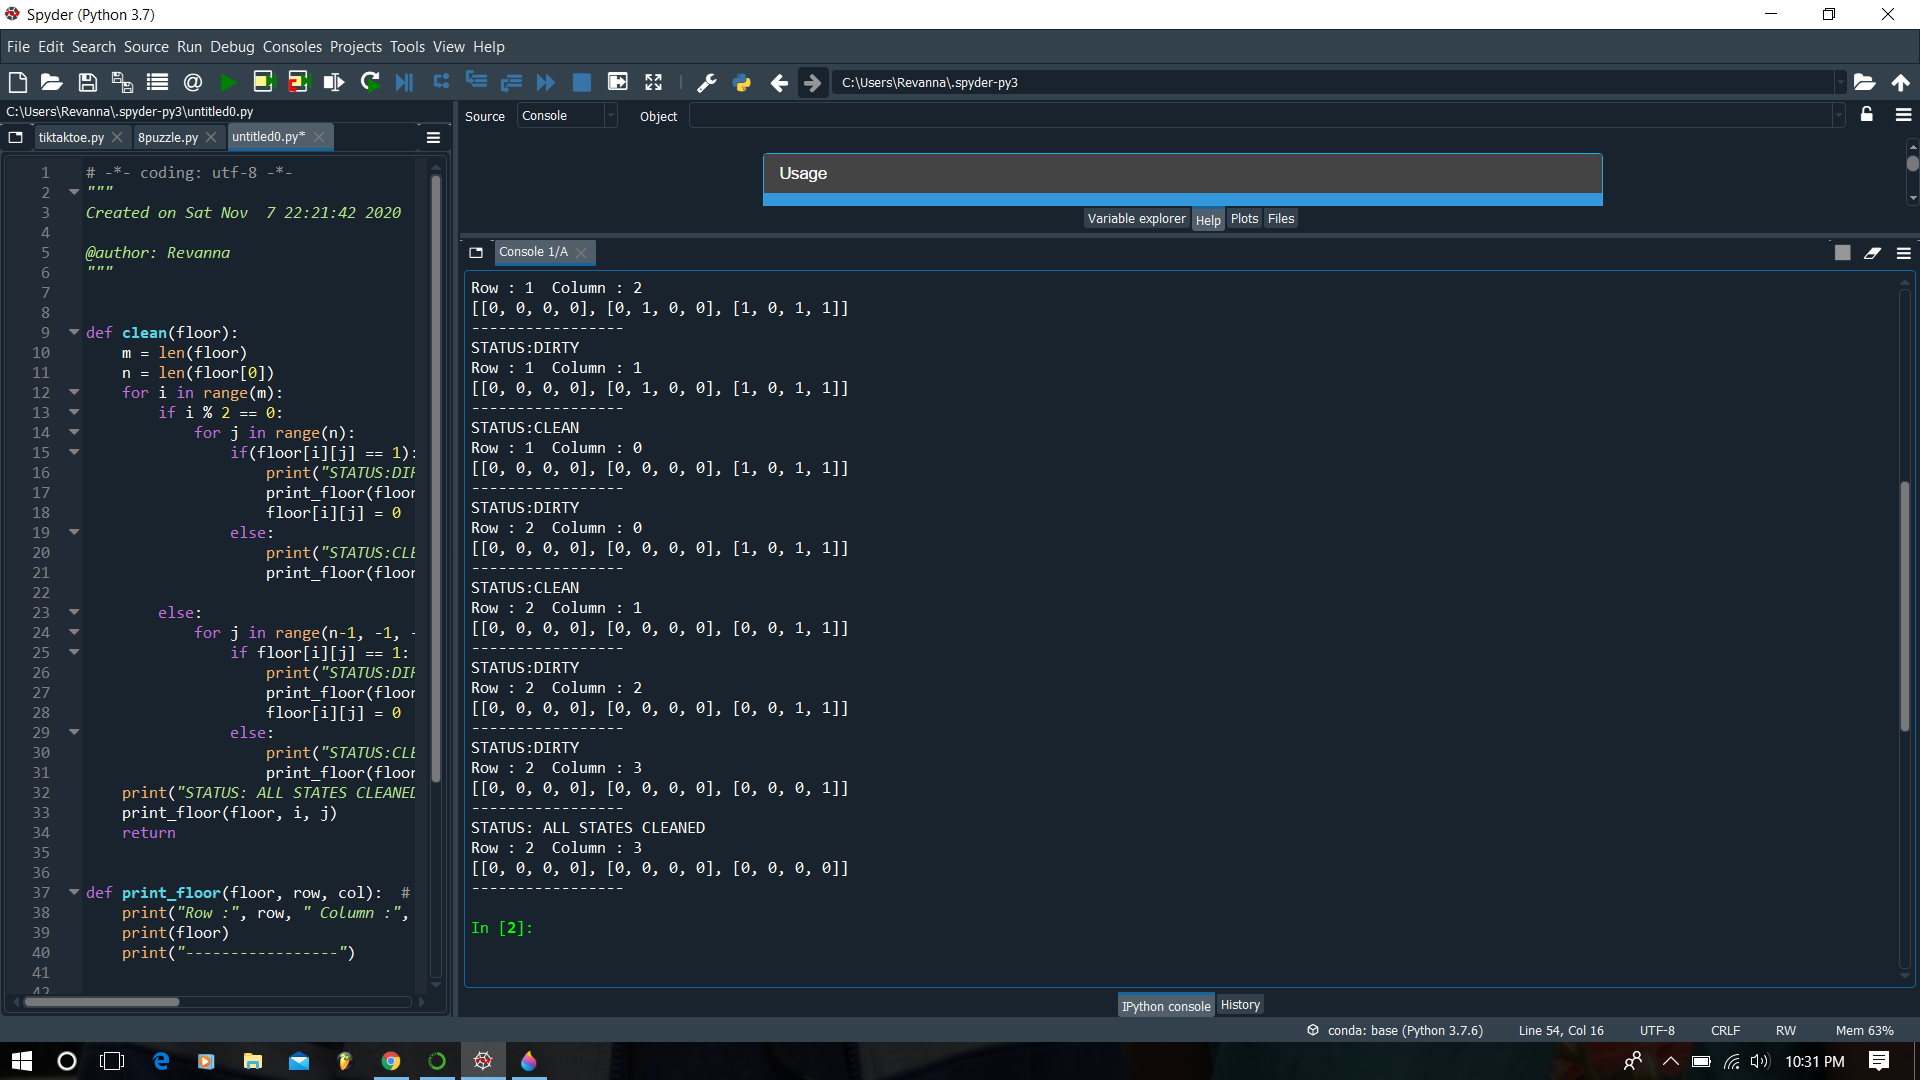 Spyder (Python 3.7)
File Edit Search Source Run Debug Consoles Projects Tools View Help
C:\Users\Revanna\.spyder-py3
C:\Users\Revanna\.spyder-py3\untitled0.py
tiktaktoe.py 8puzzle.py untitled0.py*
1 # -*- coding: utf-8 -*-
2 """
3 Created on Sat Nov  7 22:21:42 2020
4
5 @author: Revanna
6 """
7
8
9 def clean(floor):
10     m = len(floor)
11     n = len(floor[0])
12     for i in range(m):
13         if i % 2 == 0:
14             for j in range(n):
15                 if(floor[i][j] == 1):
16                     print("STATUS:DIR
17                     print_floor(floor
18                     floor[i][j] = 0
19                 else:
20                     print("STATUS:CLE
21                     print_floor(floor
22
23         else:
24             for j in range(n-1, -1, -
25                 if floor[i][j] == 1:
26                     print("STATUS:DIR
27                     print_floor(floor
28                     floor[i][j] = 0
29                 else:
30                     print("STATUS:CLE
31                     print_floor(floor
32     print("STATUS: ALL STATES CLEANED
33     print_floor(floor, i, j)
34     return
35
36
37 def print_floor(floor, row, col):  #
38     print("Row :", row, " Column :",
39     print(floor)
40     print("-----------------")
41
42
Source Console Object
Usage
Variable explorer Help Plots Files
Console 1/A
Row : 1  Column : 2
[[0, 0, 0, 0], [0, 1, 0, 0], [1, 0, 1, 1]]
-----------------
STATUS:DIRTY
Row : 1  Column : 1
[[0, 0, 0, 0], [0, 1, 0, 0], [1, 0, 1, 1]]
-----------------
STATUS:CLEAN
Row : 1  Column : 0
[[0, 0, 0, 0], [0, 0, 0, 0], [1, 0, 1, 1]]
-----------------
STATUS:DIRTY
Row : 2  Column : 0
[[0, 0, 0, 0], [0, 0, 0, 0], [1, 0, 1, 1]]
-----------------
STATUS:CLEAN
Row : 2  Column : 1
[[0, 0, 0, 0], [0, 0, 0, 0], [0, 0, 1, 1]]
-----------------
STATUS:DIRTY
Row : 2  Column : 2
[[0, 0, 0, 0], [0, 0, 0, 0], [0, 0, 1, 1]]
-----------------
STATUS:DIRTY
Row : 2  Column : 3
[[0, 0, 0, 0], [0, 0, 0, 0], [0, 0, 0, 1]]
-----------------
STATUS: ALL STATES CLEANED
Row : 2  Column : 3
[[0, 0, 0, 0], [0, 0, 0, 0], [0, 0, 0, 0]]
-----------------
In [2]:
IPython console History
conda: base (Python 3.7.6) Line 54, Col 16 UTF-8 CRLF RW Mem 63%
10:31 PM